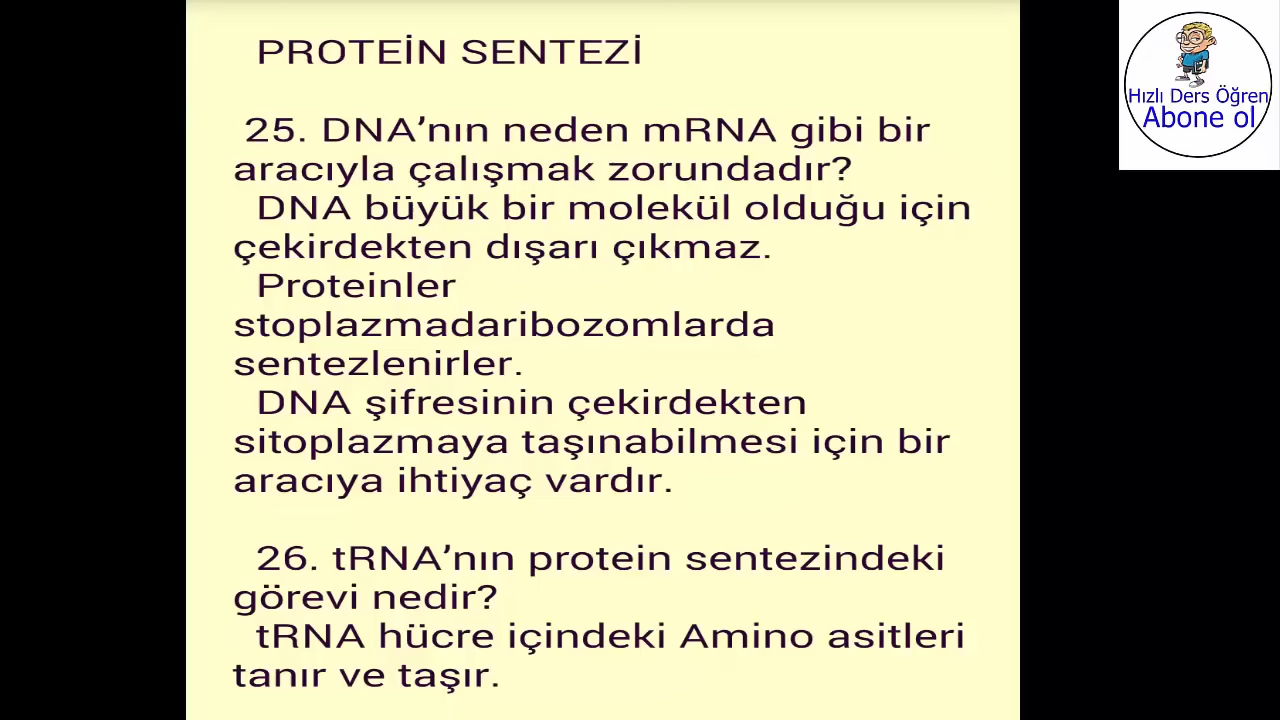 PROTEİN SENTEZİ
25. DNA’nın neden mRNA gibi bir
aracıyla çalışmak zorundadır?
DNA büyük bir molekül olduğu için
çekirdekten dışarı çıkmaz.
Proteinler
stoplazmadaribozomlarda
sentezlenirler.
DNA şifresinin çekirdekten
sitoplazmaya taşınabilmesi için bir
aracıya ihtiyaç vardır.
26. tRNA’nın protein sentezindeki
görevi nedir?
tRNA hücre içindeki Amino asitleri
tanır ve taşır.
Hızlı Ders Öğren
Abone ol